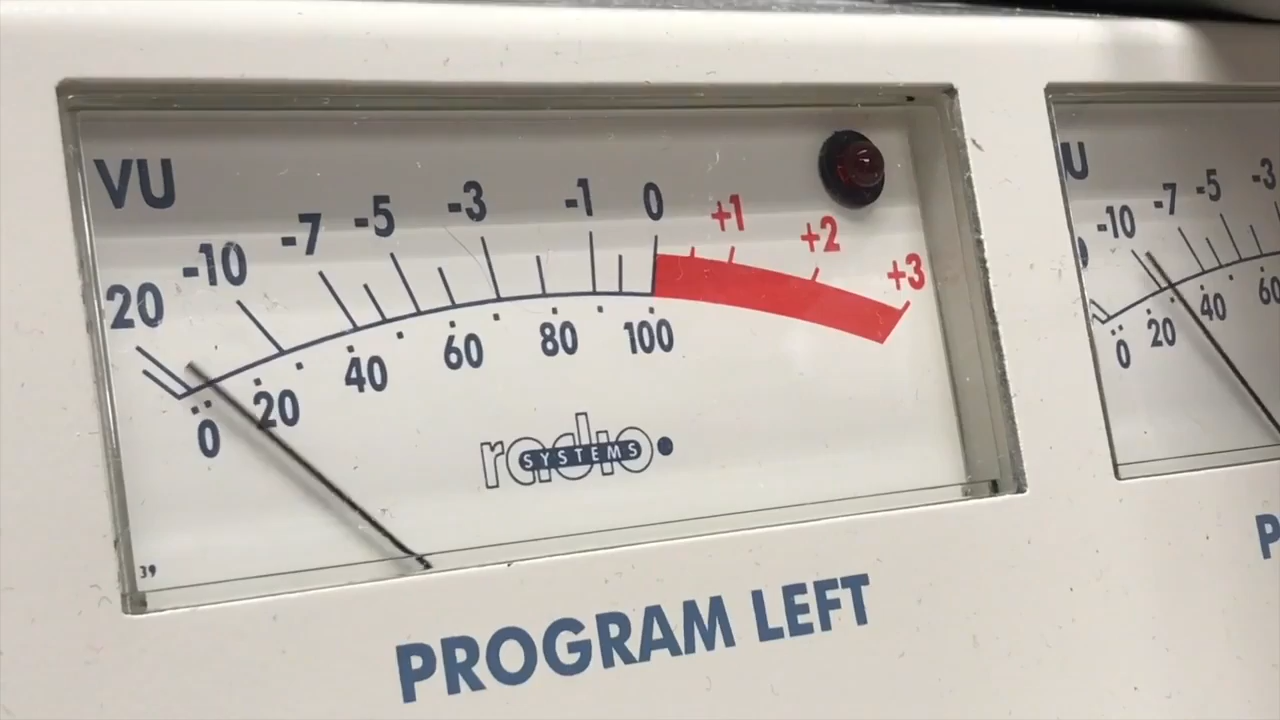 VU
20 -10 -7 -5 -3 -1 0 +1 +2 +3
0 20 40 60 80 100
radio
SYSTEMS
39
PROGRAM LEFT
U
-10 -7 -5 -3
0 20 40 60
P